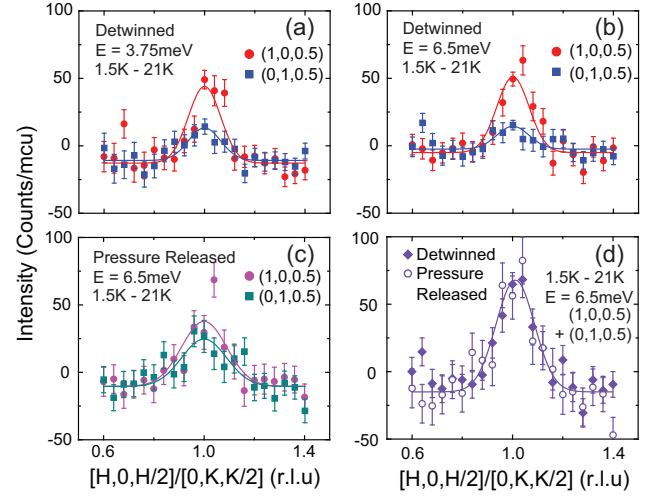 Intensity (Counts/mcu)
(a)
Detwinned
E = 3.75meV
1.5K - 21K
(1,0,0.5)
(0,1,0.5)
100
50
0
-50
(b)
Detwinned
E = 6.5meV
1.5K - 21K
(1,0,0.5)
(0,1,0.5)
100
50
0
-50
(c)
Pressure Released
E = 6.5meV
1.5K - 21K
(1,0,0.5)
(0,1,0.5)
100
50
0
-50
0.6 1.0 1.4
[H,0,H/2]/[0,K,K/2] (r.l.u)
(d)
Detwinned
Pressure
Released
1.5K - 21K
E = 6.5meV
(1,0,0.5)
+ (0,1,0.5)
100
50
0
-50
0.6 1.0 1.4
[H,0,H/2]/[0,K,K/2] (r.l.u)